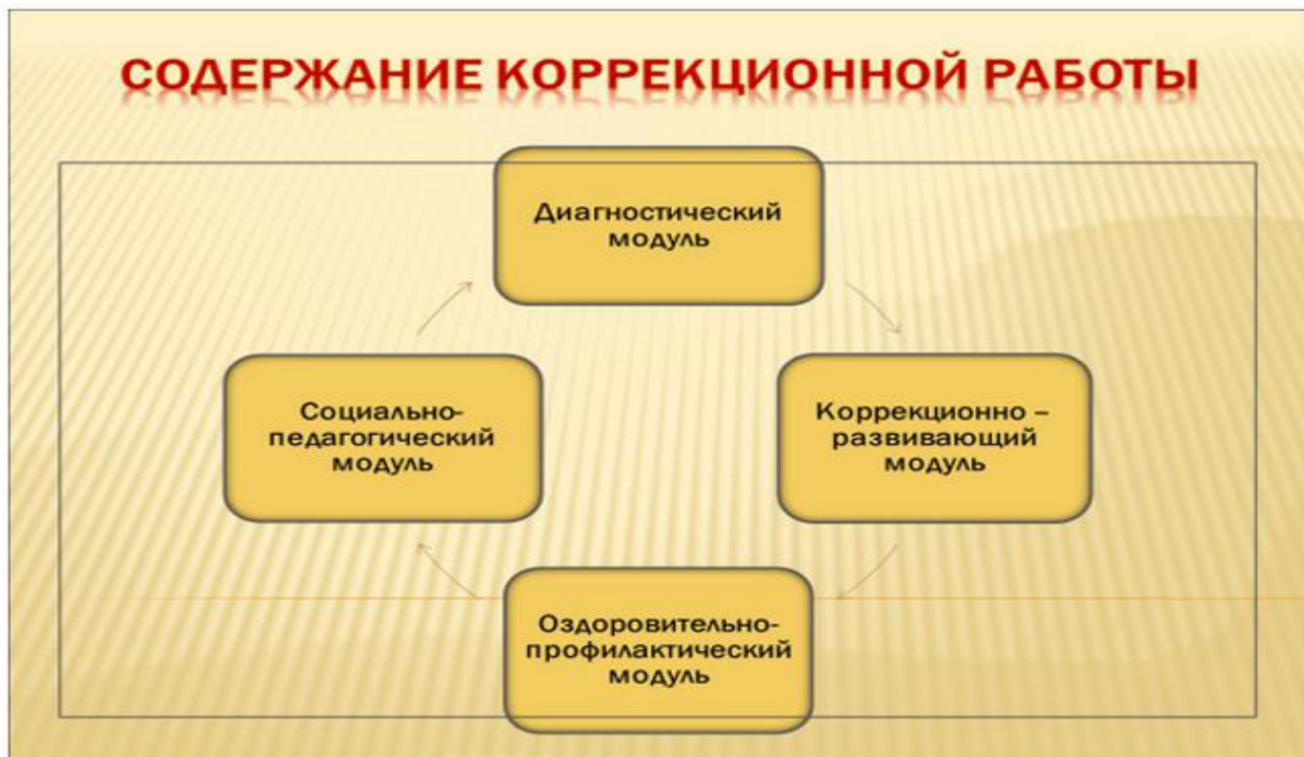 СОДЕРЖАНИЕ КОРРЕКЦИОННОЙ РАБОТЫ
Диагностический
модуль
Социально-
педагогический
модуль
Коррекционно –
развивающий
модуль
Оздоровительно-
профилактический
модуль